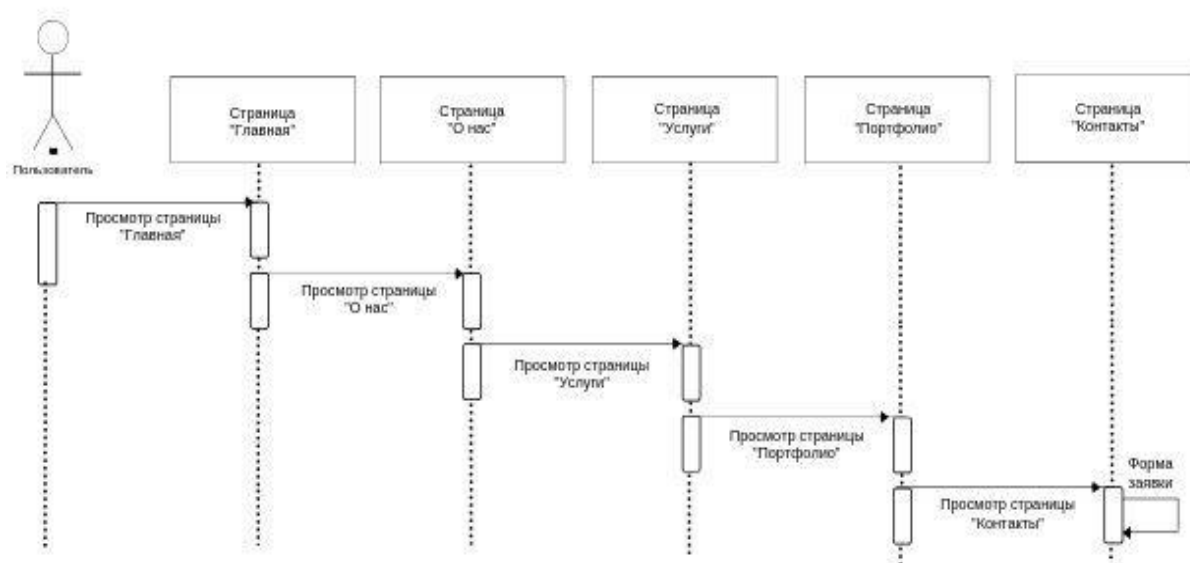 Пользователь
Страница
"Главная"
Страница
"О нас"
Страница
"Услуги"
Страница
"Портфолио"
Страница
"Контакты"
Просмотр страницы
"Главная"
Просмотр страницы
"О нас"
Просмотр страницы
"Услуги"
Просмотр страницы
"Портфолио"
Форма
заявки
Просмотр страницы
"Контакты"